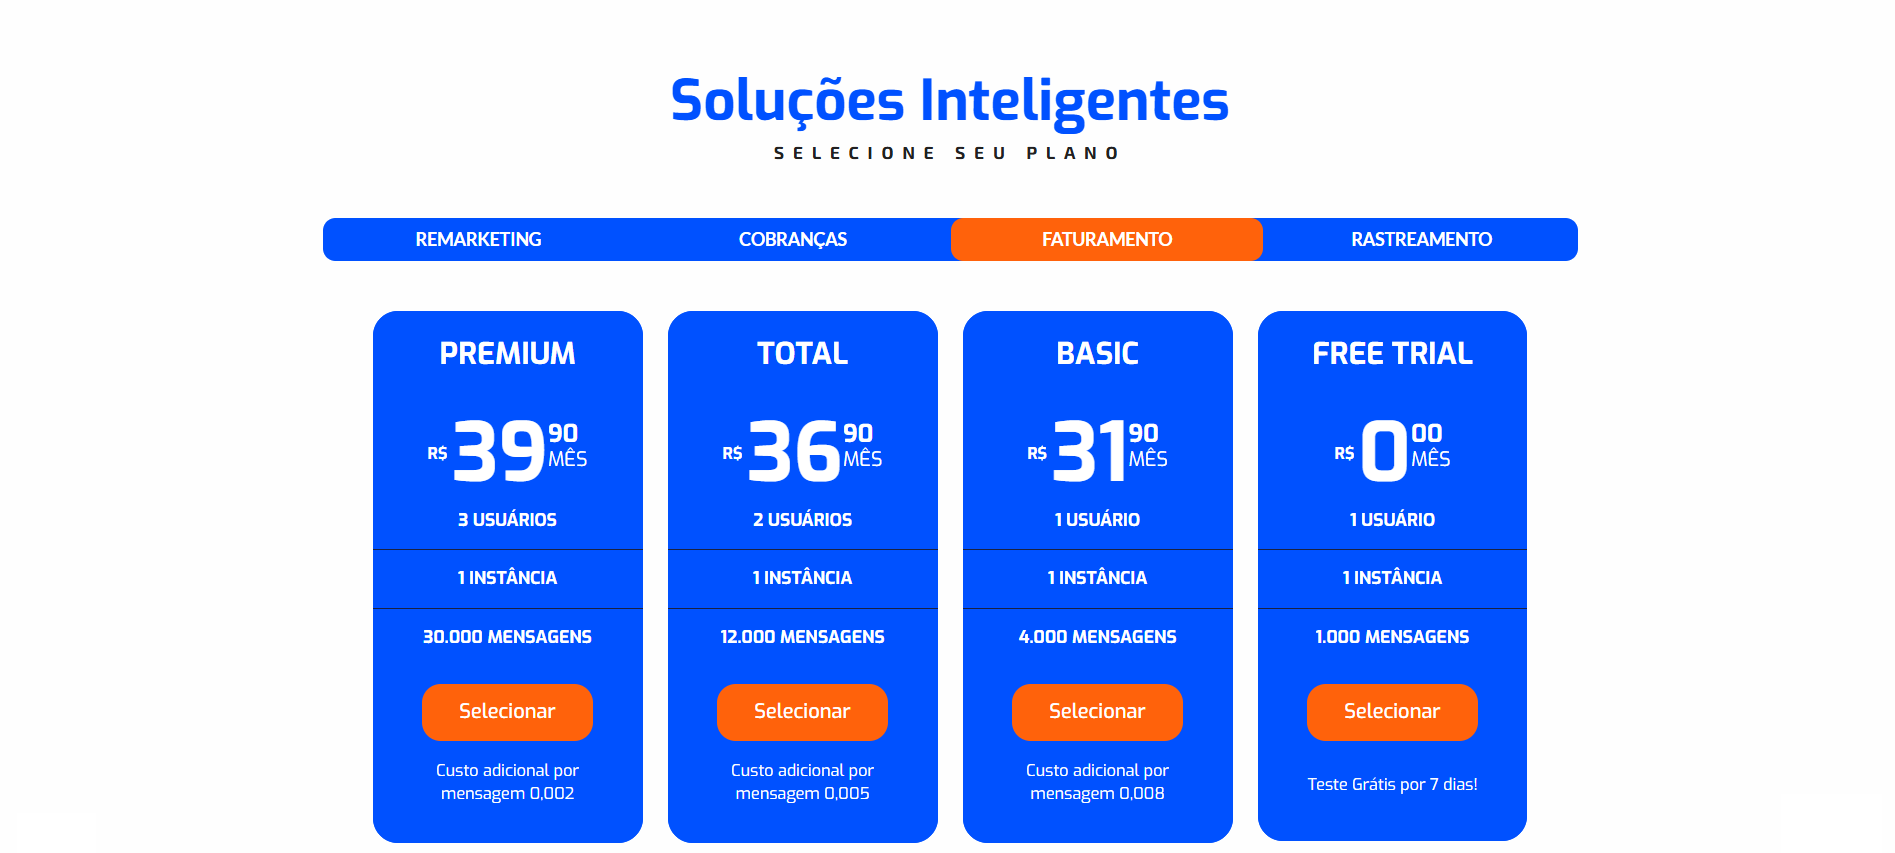 Soluções Inteligentes
SELECIONE SEU PLANO
REMARKETING
COBRANÇAS
FATURAMENTO
RASTREAMENTO
PREMIUM
R$ 39 90 MÊS
3 USUÁRIOS
1 INSTÂNCIA
30.000 MENSAGENS
Selecionar
Custo adicional por
mensagem 0,002
TOTAL
R$ 36 90 MÊS
2 USUÁRIOS
1 INSTÂNCIA
12.000 MENSAGENS
Selecionar
Custo adicional por
mensagem 0,005
BASIC
R$ 31 90 MÊS
1 USUÁRIO
1 INSTÂNCIA
4.000 MENSAGENS
Selecionar
Custo adicional por
mensagem 0,008
FREE TRIAL
R$ 0 00 MÊS
1 USUÁRIO
1 INSTÂNCIA
1.000 MENSAGENS
Selecionar
Teste Grátis por 7 dias!